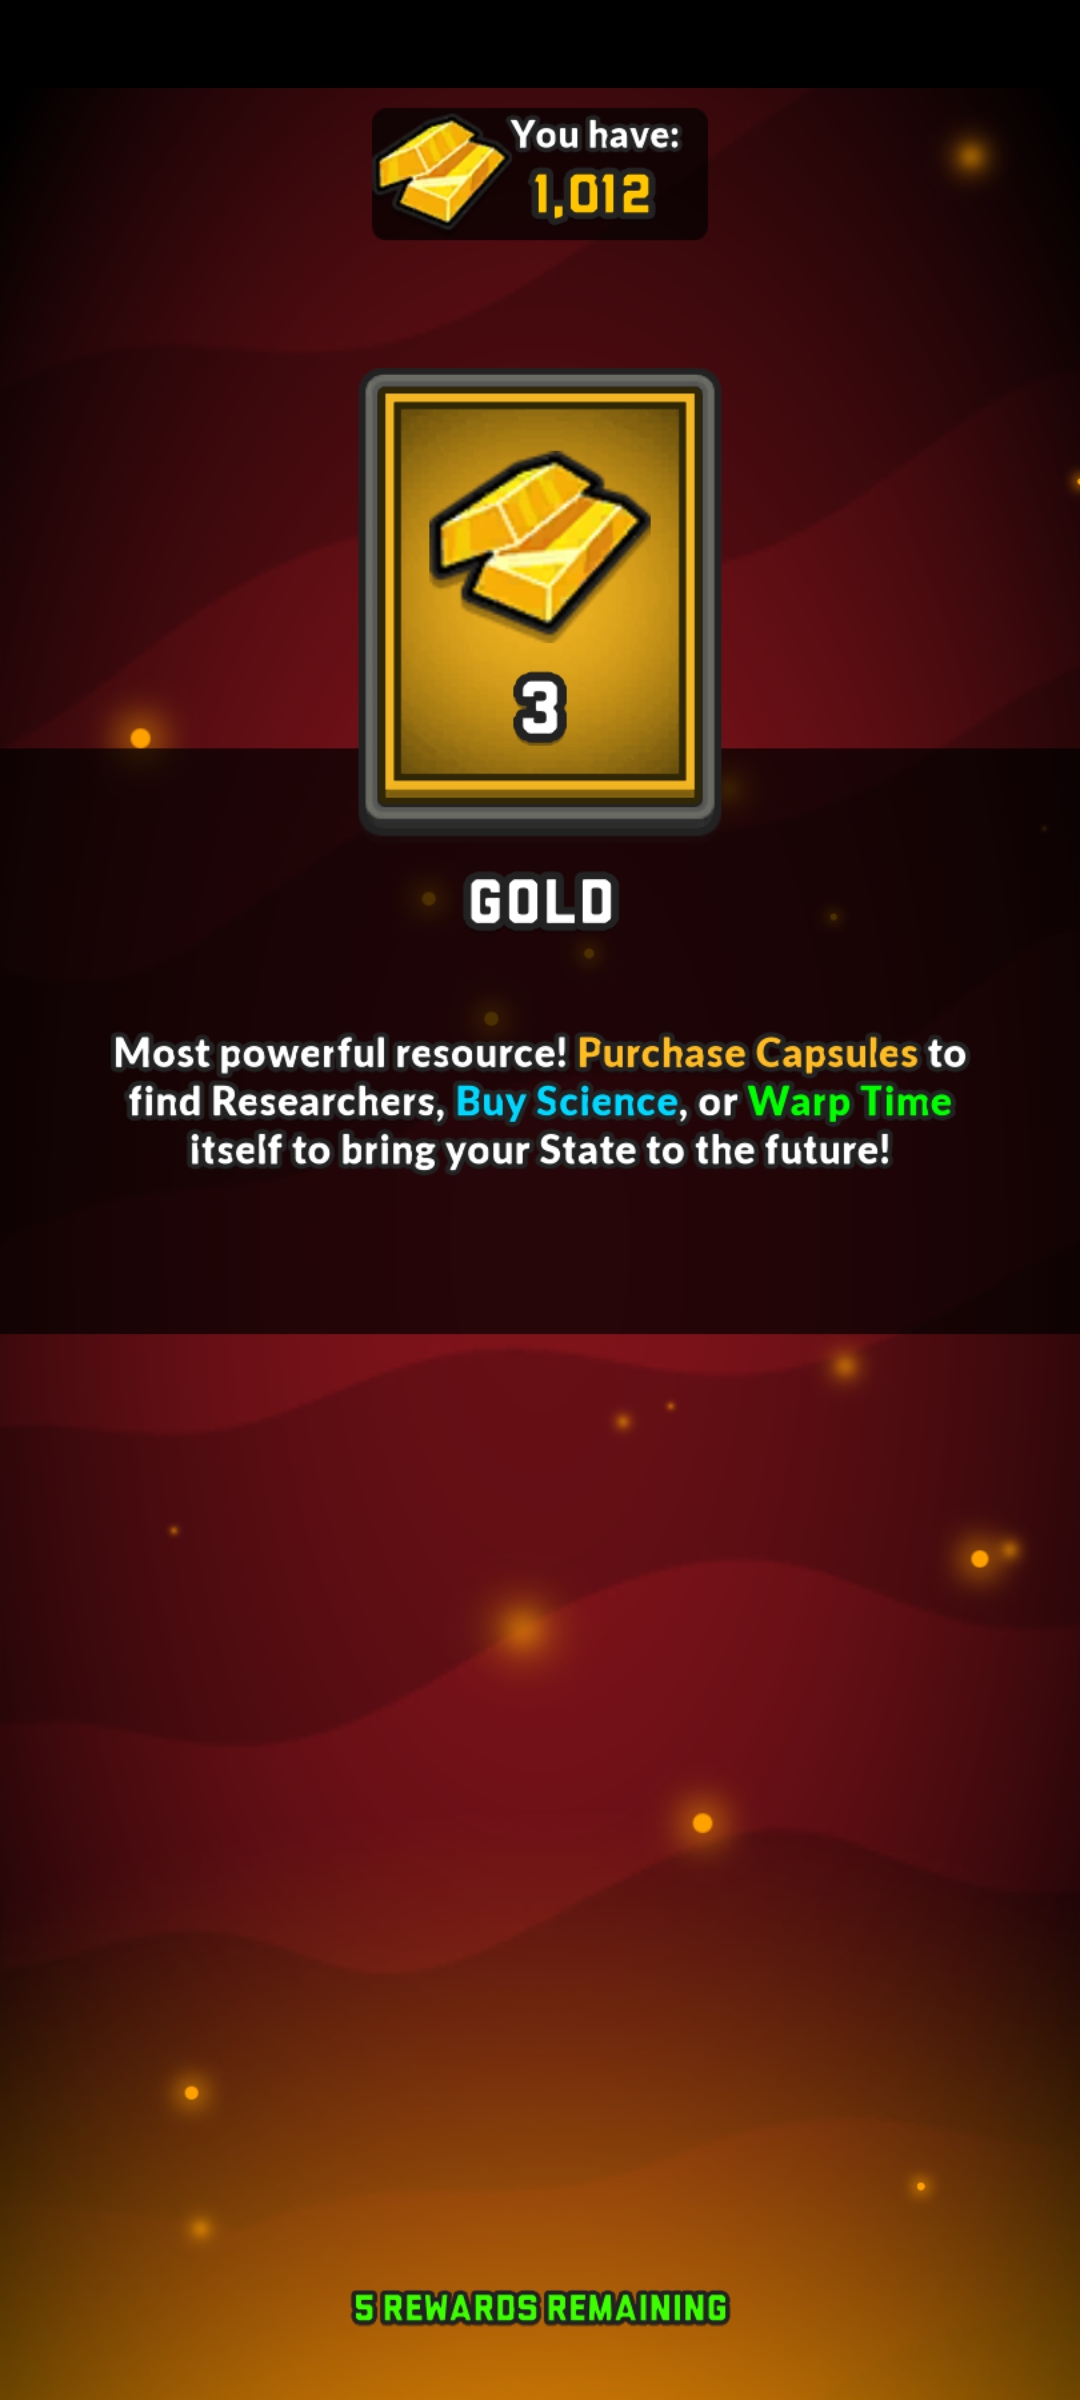 You have:
1,012
3
GOLD
Most powerful resource! Purchase Capsules to
find Researchers, Buy Science, or Warp Time
itself to bring your State to the future!
5 REWARDS REMAINING